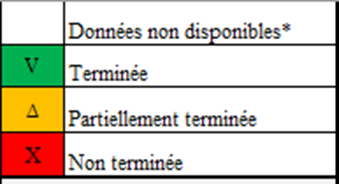 Données non disponibles*
V Terminée
Δ Partiellement terminée
X Non terminée